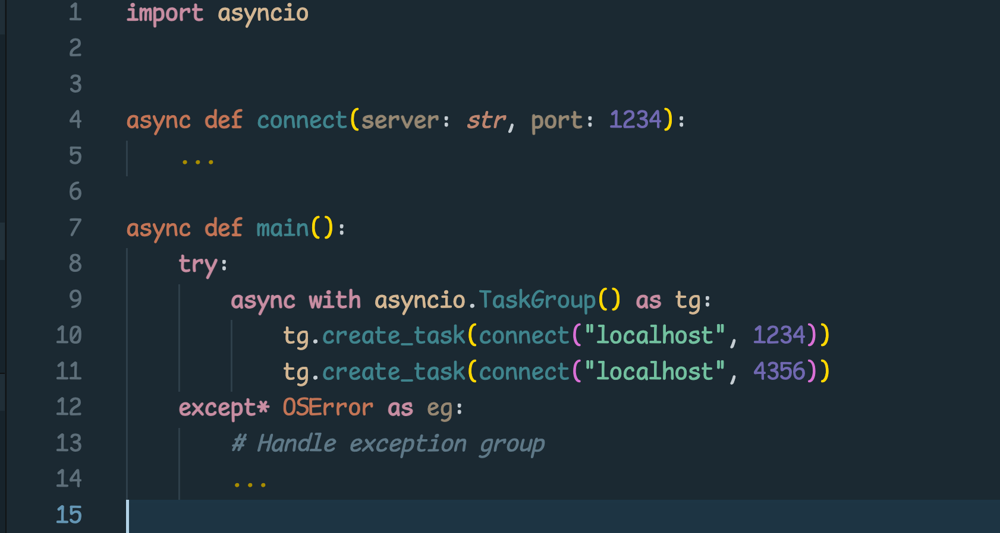 1 import asyncio
2
3
4 async def connect(server: str, port: 1234):
5     ...
6
7 async def main():
8     try:
9         async with asyncio.TaskGroup() as tg:
10             tg.create_task(connect("localhost", 1234))
11             tg.create_task(connect("localhost", 4356))
12     except* OSError as eg:
13         # Handle exception group
14         ...
15